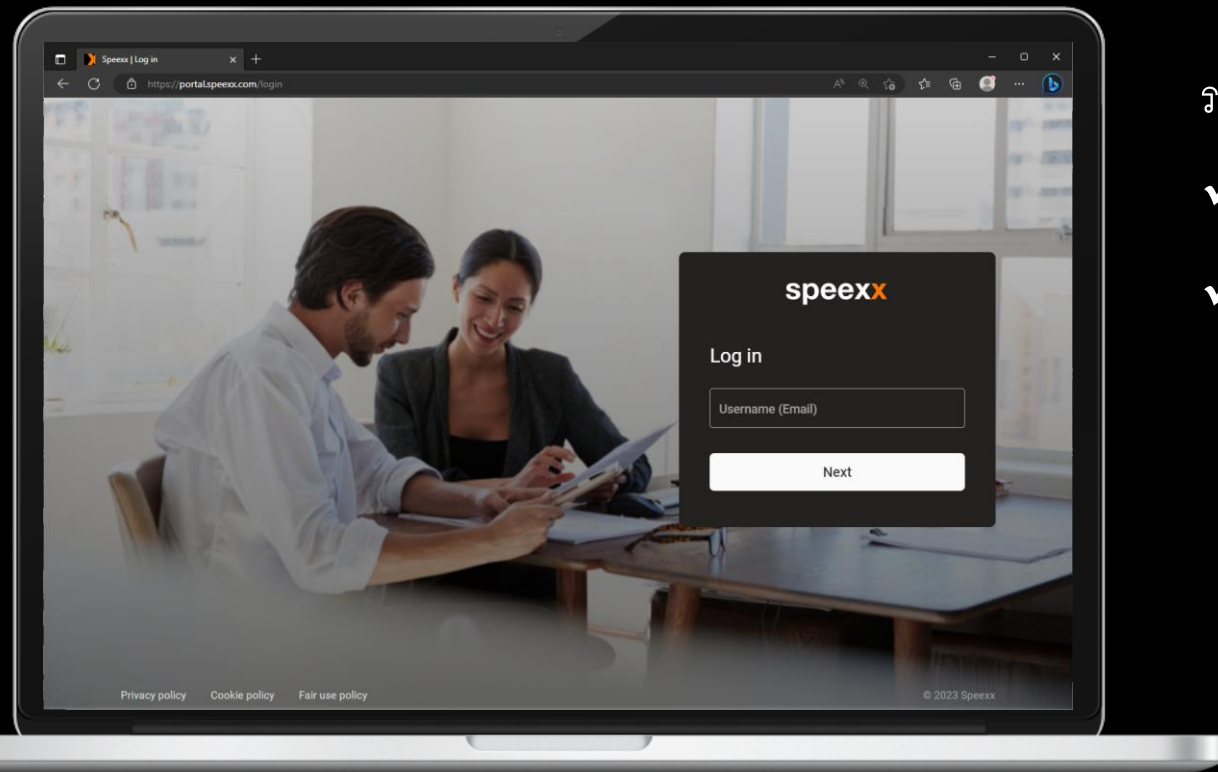 Speexx | Log in
https://portal.speexx.com/login
speexx
Log in
Username (Email)
Next
Privacy policy Cookie policy Fair use policy
© 2023 Speexx